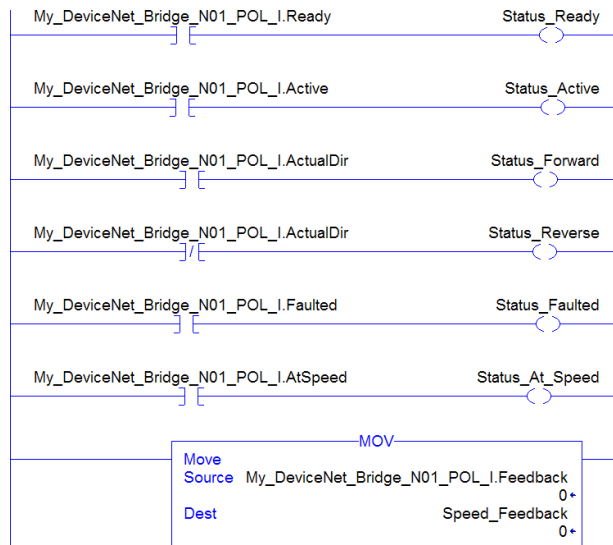 My_DeviceNet_Bridge_N01_POL_I.Ready Status_Ready
My_DeviceNet_Bridge_N01_POL_I.Active Status_Active
My_DeviceNet_Bridge_N01_POL_I.ActualDir Status_Forward
My_DeviceNet_Bridge_N01_POL_I.ActualDir Status_Reverse
My_DeviceNet_Bridge_N01_POL_I.Faulted Status_Faulted
My_DeviceNet_Bridge_N01_POL_I.AtSpeed Status_At_Speed
MOV
Move
Source My_DeviceNet_Bridge_N01_POL_I.Feedback
0
Dest Speed_Feedback
0